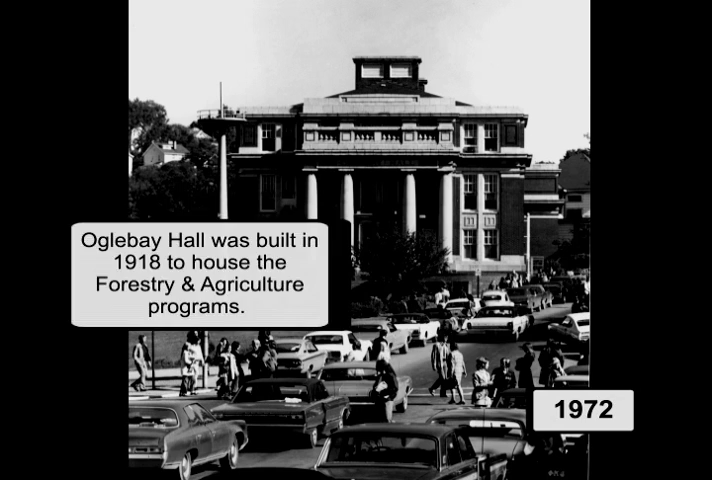 Oglebay Hall was built in
1918 to house the
Forestry & Agriculture
programs.
1972